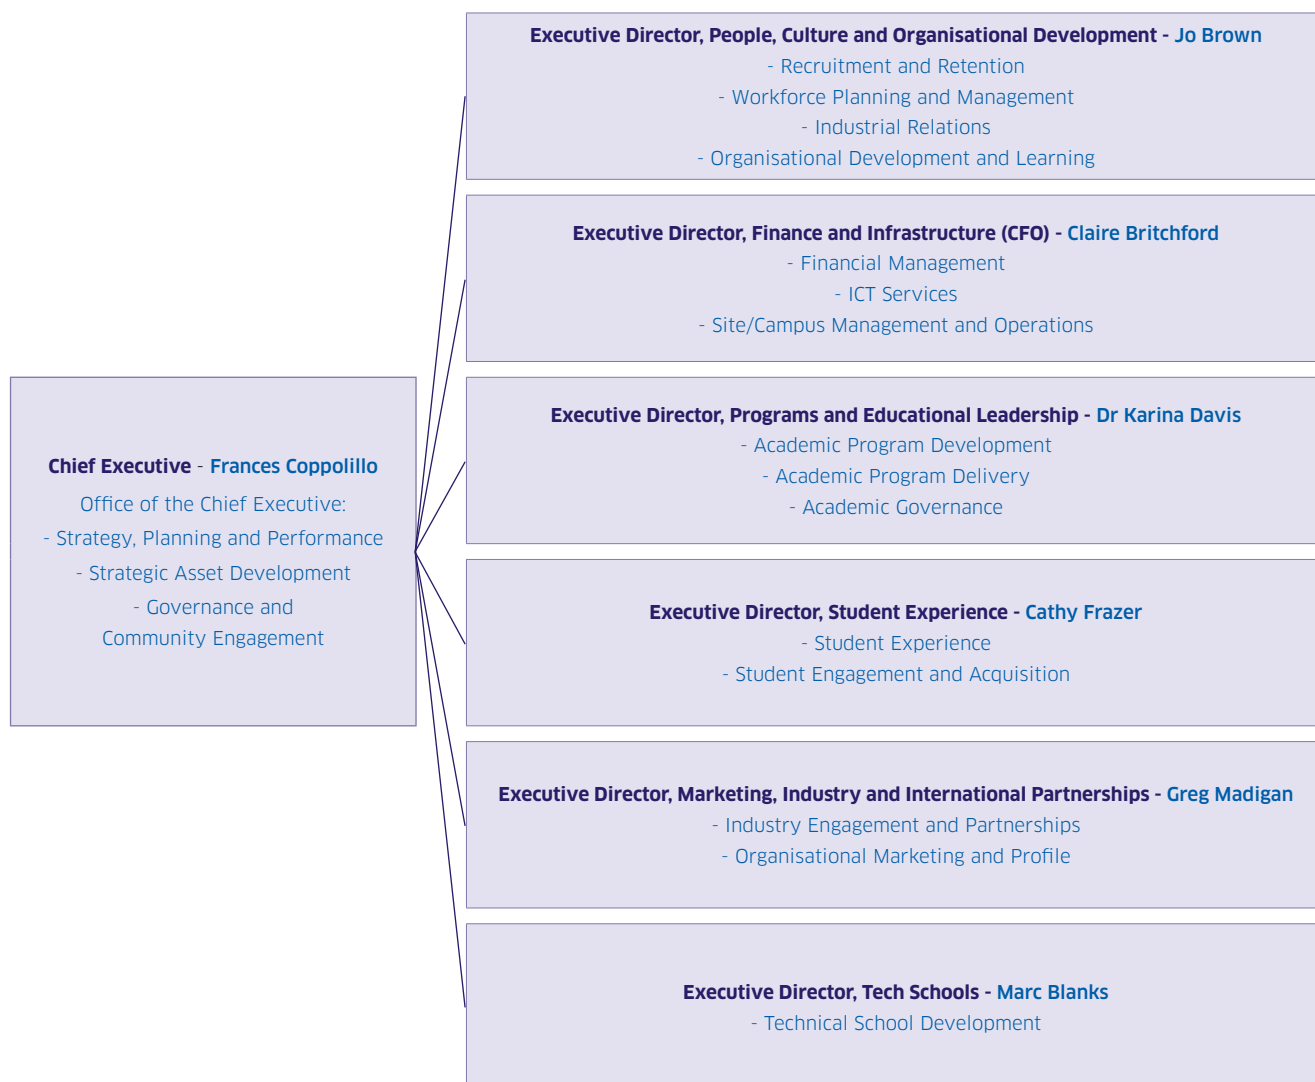 Executive Director, People, Culture and Organisational Development - Jo Brown
- Recruitment and Retention
- Workforce Planning and Management
- Industrial Relations
- Organisational Development and Learning
Executive Director, Finance and Infrastructure (CFO) - Claire Britchford
- Financial Management
- ICT Services
- Site/Campus Management and Operations
Chief Executive - Frances Coppolillo
Office of the Chief Executive:
- Strategy, Planning and Performance
- Strategic Asset Development
- Governance and
Community Engagement
Executive Director, Programs and Educational Leadership - Dr Karina Davis
- Academic Program Development
- Academic Program Delivery
- Academic Governance
Executive Director, Student Experience - Cathy Frazer
- Student Experience
- Student Engagement and Acquisition
Executive Director, Marketing, Industry and International Partnerships - Greg Madigan
- Industry Engagement and Partnerships
- Organisational Marketing and Profile
Executive Director, Tech Schools - Marc Blanks
- Technical School Development